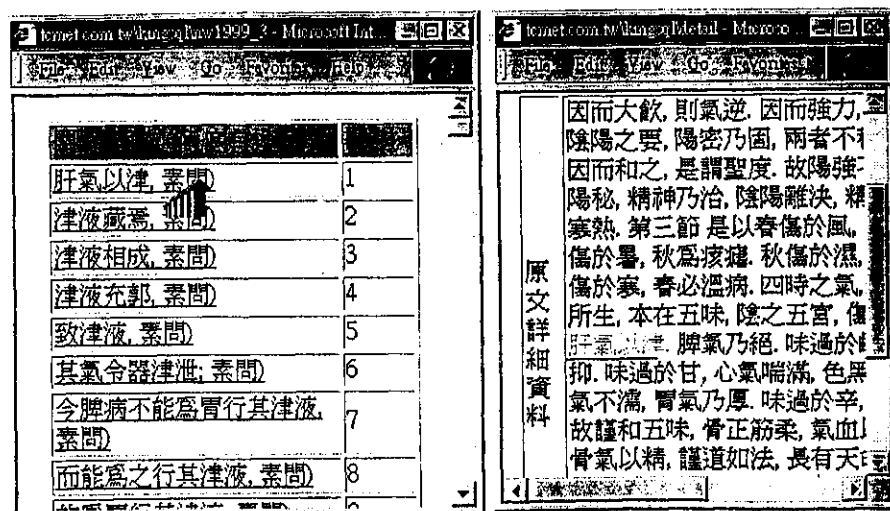 tcmet.com.tw\kingq\nw1999_3 - Microsoft Int...
File Edit View Go Favorites Help
肝氣以津, 素問) 1
津液藏焉, 素問) 2
津液相成, 素問) 3
津液充郭, 素問) 4
致津液, 素問) 5
其氣令器津泄; 素問) 6
今脾病不能爲胃行其津液,
素問) 7
而能爲之行其津液, 素問) 8
tcmet.com.tw\kingq\detail - Microso...
File Edit View Go Favorites
原文詳細資料
因而大飲, 則氣逆. 因而強力,
陰陽之要, 陽密乃固, 兩者不
因而和之, 是謂聖度. 故陽強
陽秘, 精神乃治, 陰陽離決, 精
寒熱. 第三節 是以春傷於風,
傷於暑, 秋爲痎瘧. 秋傷於濕,
傷於寒, 春必溫病. 四時之氣,
所生, 本在五味, 陰之五宮, 傷
肝氣以津. 脾氣乃絕. 味過於
抑. 味過於甘, 心氣喘滿, 色黑
氣不濡, 胃氣乃厚. 味過於辛,
故謹和五味, 骨正筋柔, 氣血
骨氣以精, 謹道如法, 長有天